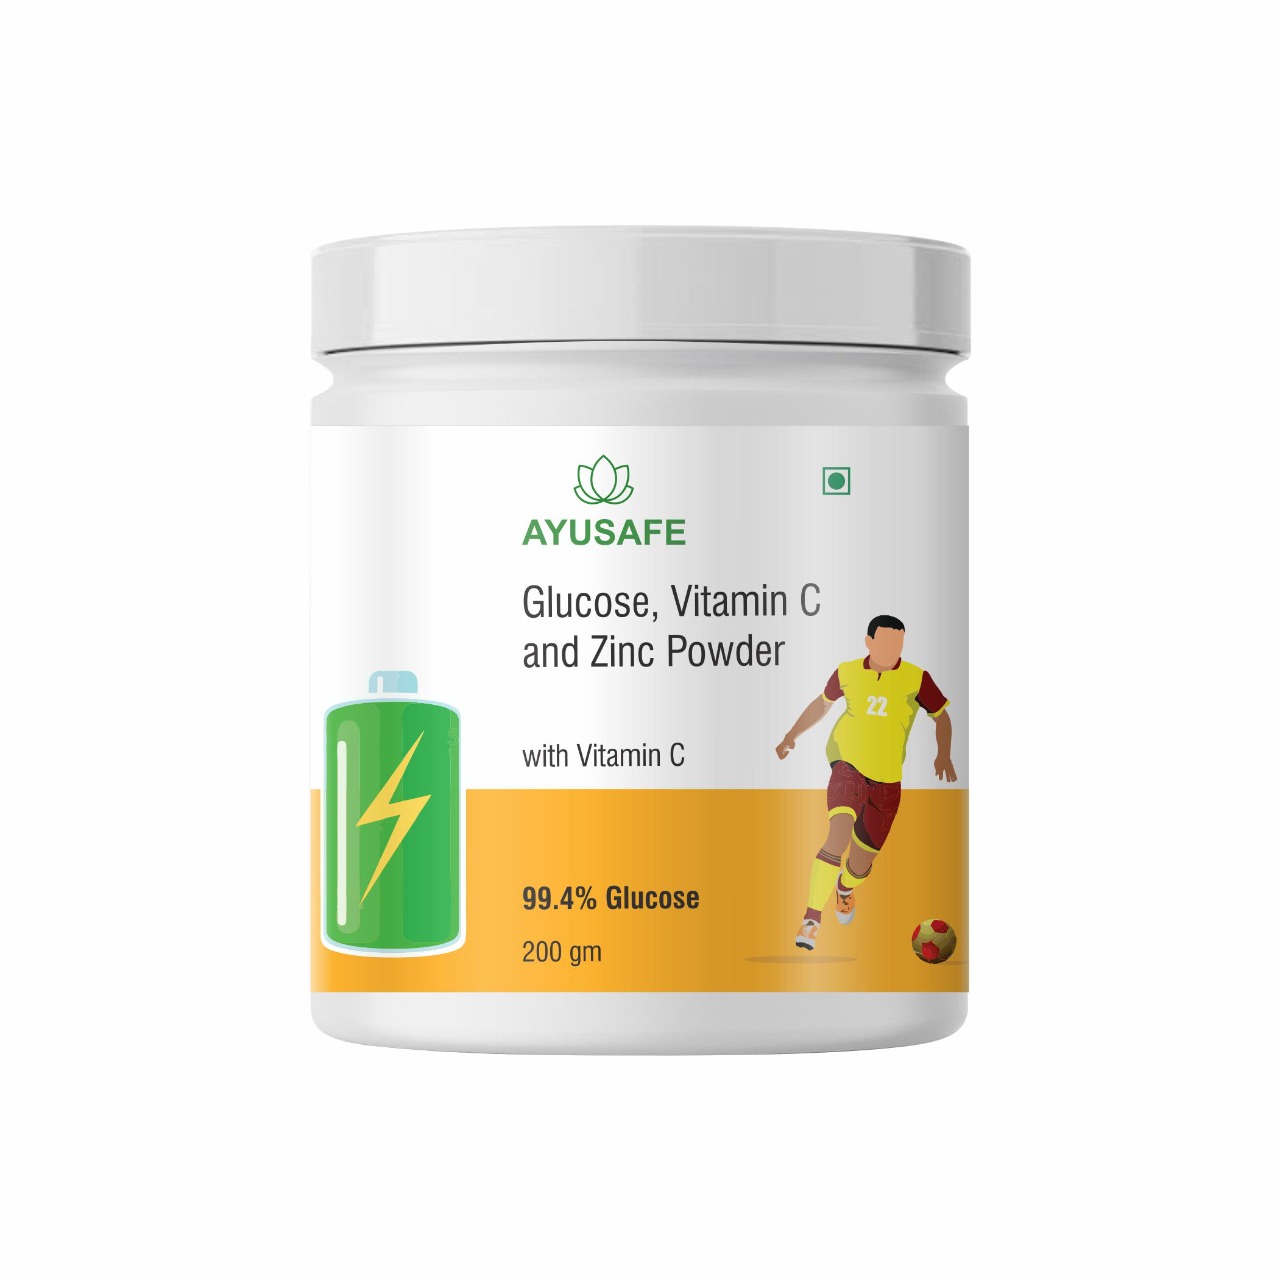 AYUSAFE
Glucose, Vitamin C
and Zinc Powder
22
with Vitamin C
99.4% Glucose
200 gm